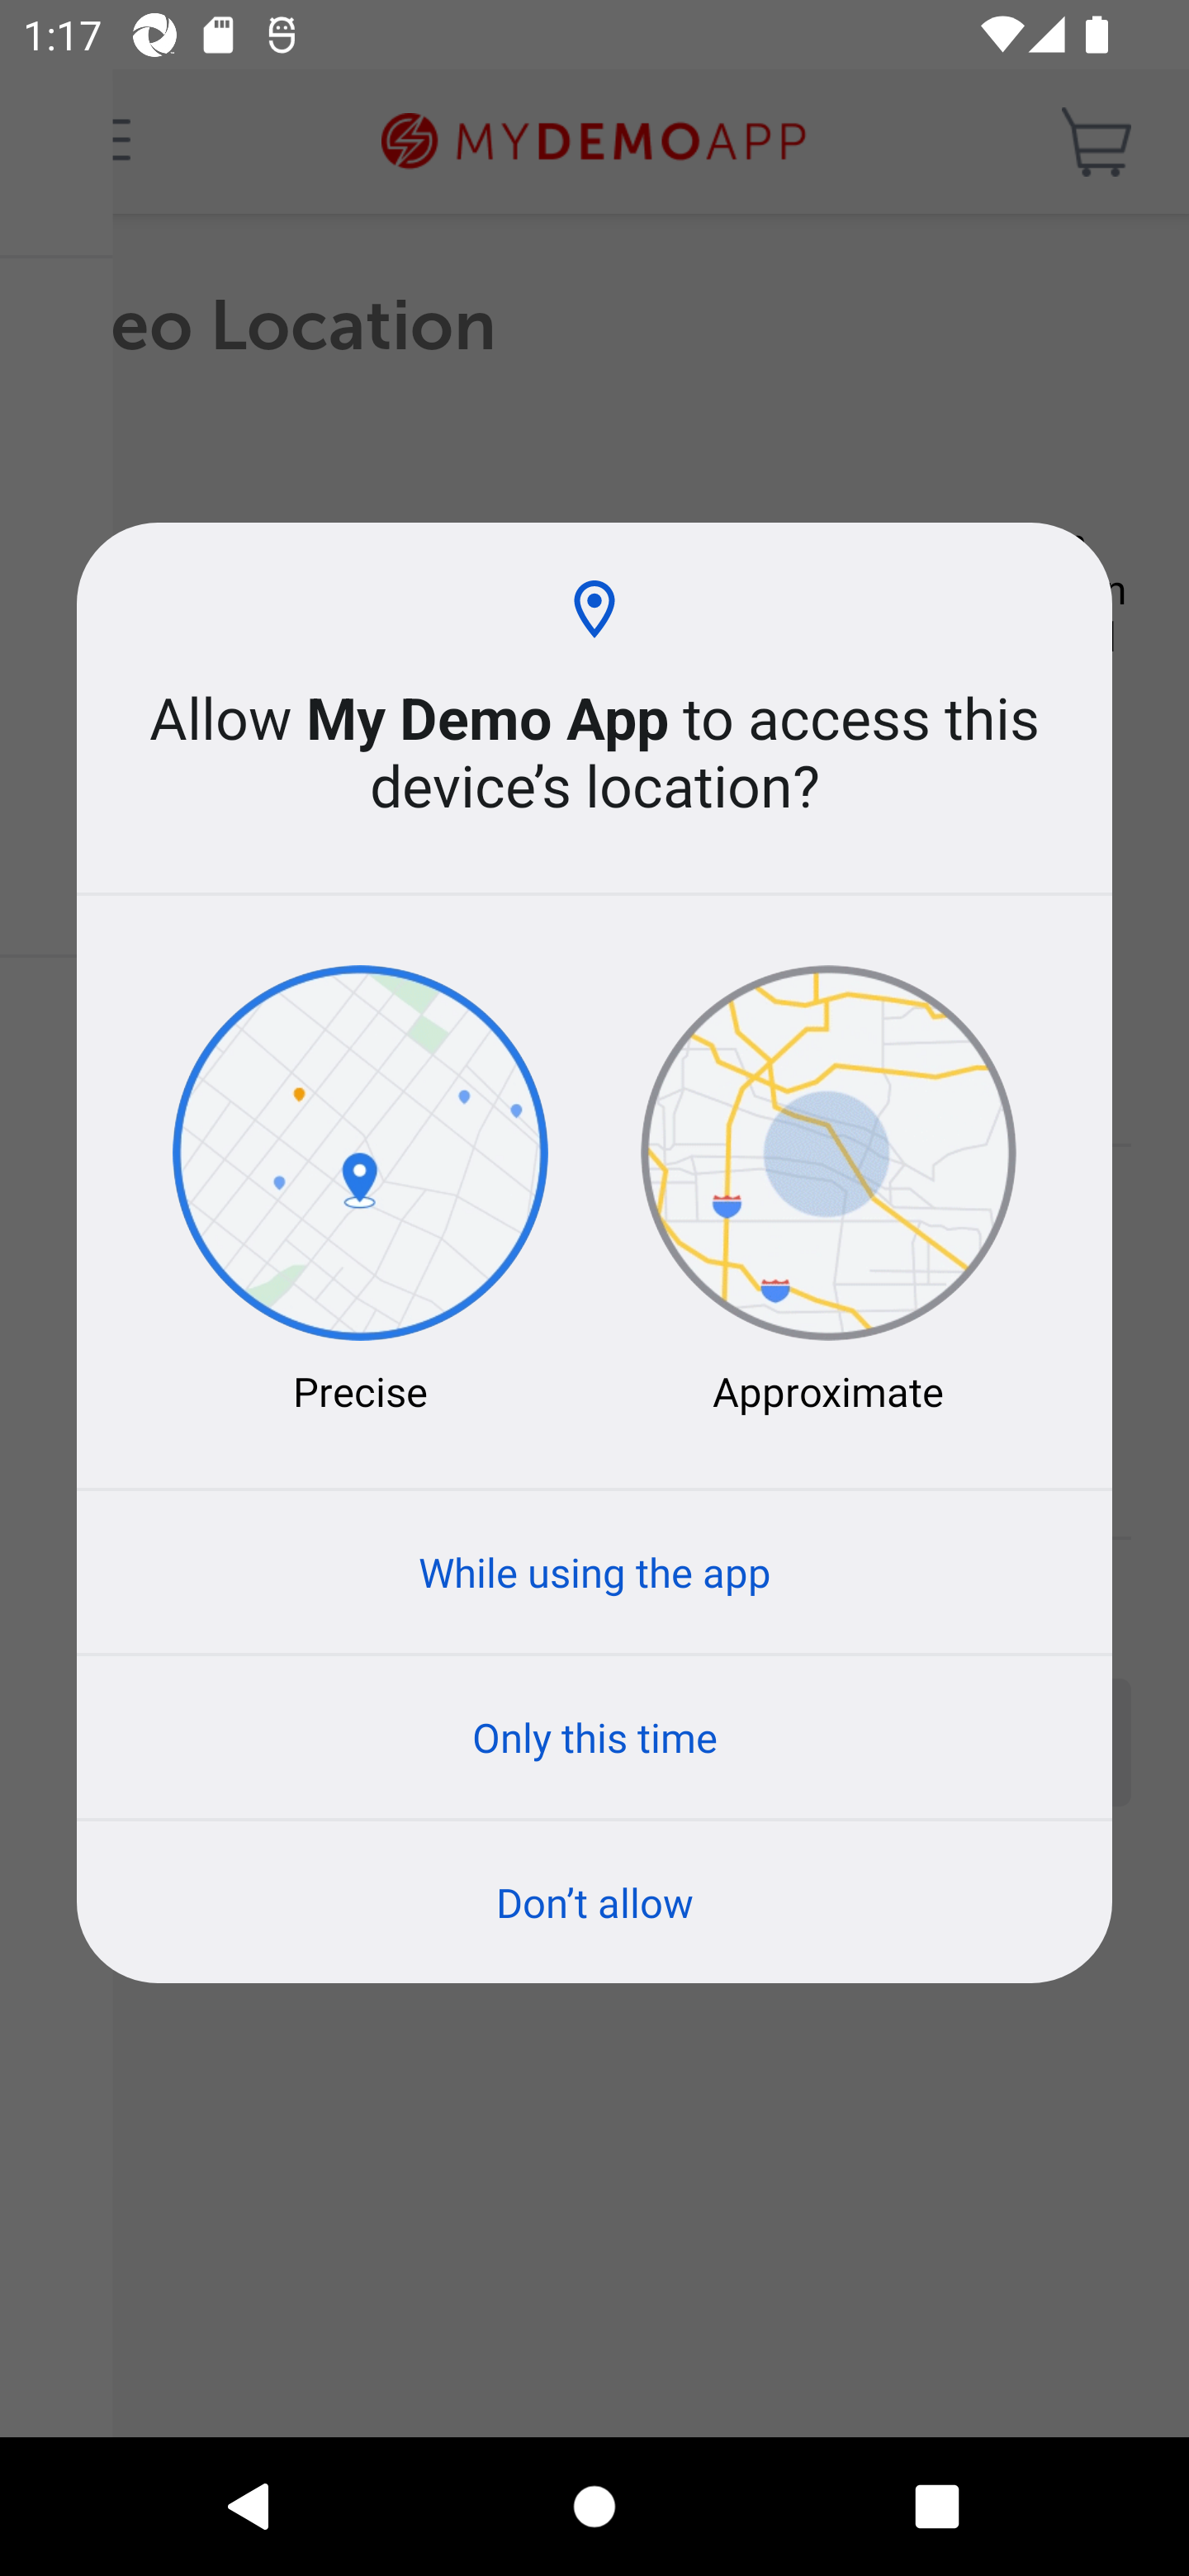 1:17
MYDEMOAPP
eo Location
Allow My Demo App to access this
device’s location?
Precise
Approximate
While using the app
Only this time
Don’t allow